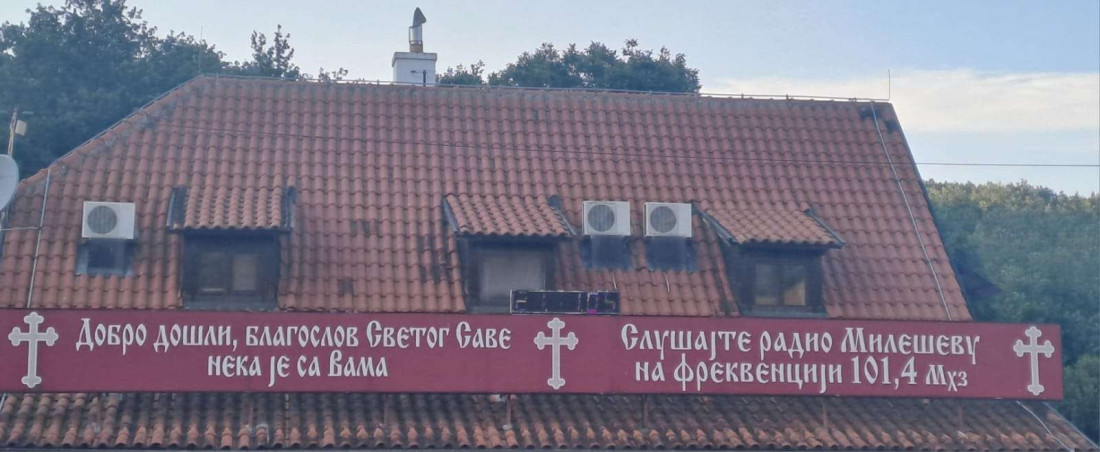 Добро дошли, благослов Светог Саве
нека је са Вама
Слушајте радио Милешеву
на фреквенцији 101,4 мхз